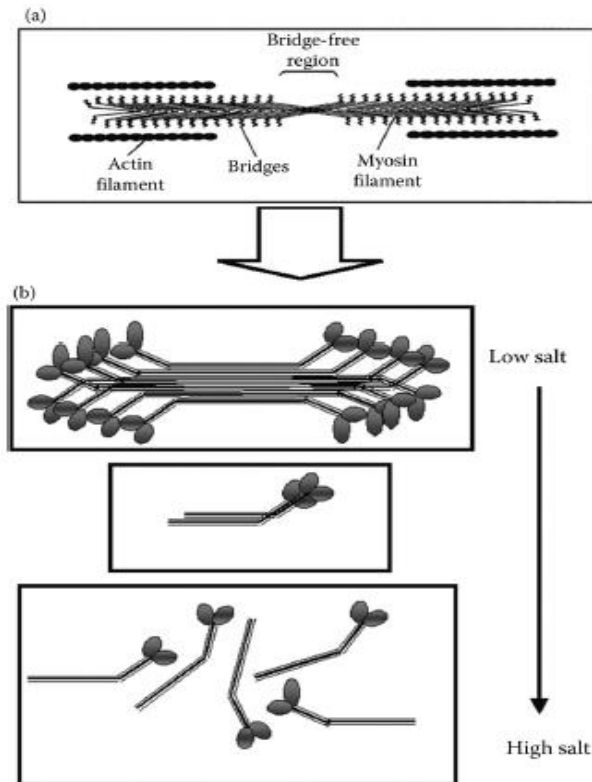 (a)
Bridge-free
region
Actin
filament
Bridges
Myosin
filament
(b)
Low salt
High salt